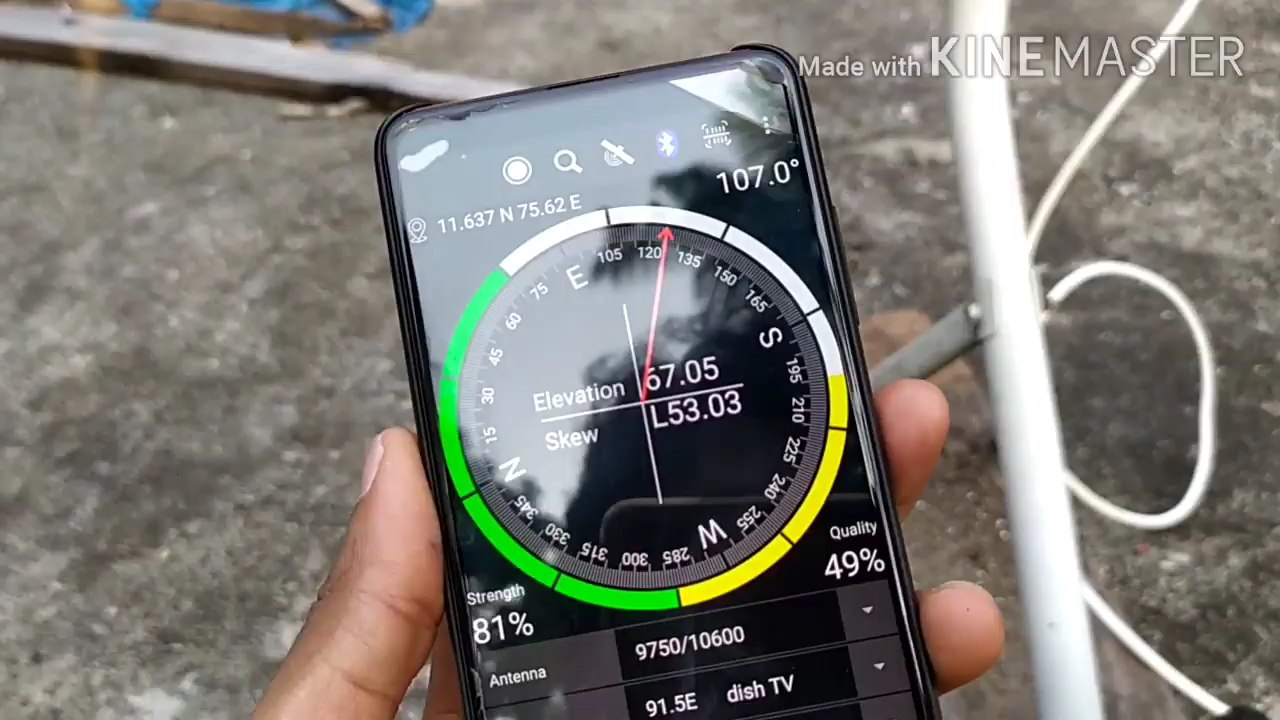 Made with KINEMASTER
107.0°
11.637 N 75.62 E
105 120 135 150 165 S 195 210 225 240 255 W 285 300 315 330 345 N 15 30 45 60 75 E
Elevation 67.05
Skew L53.03
Quality
49%
Strength
81%
Antenna 9750/10600
91.5E dish TV